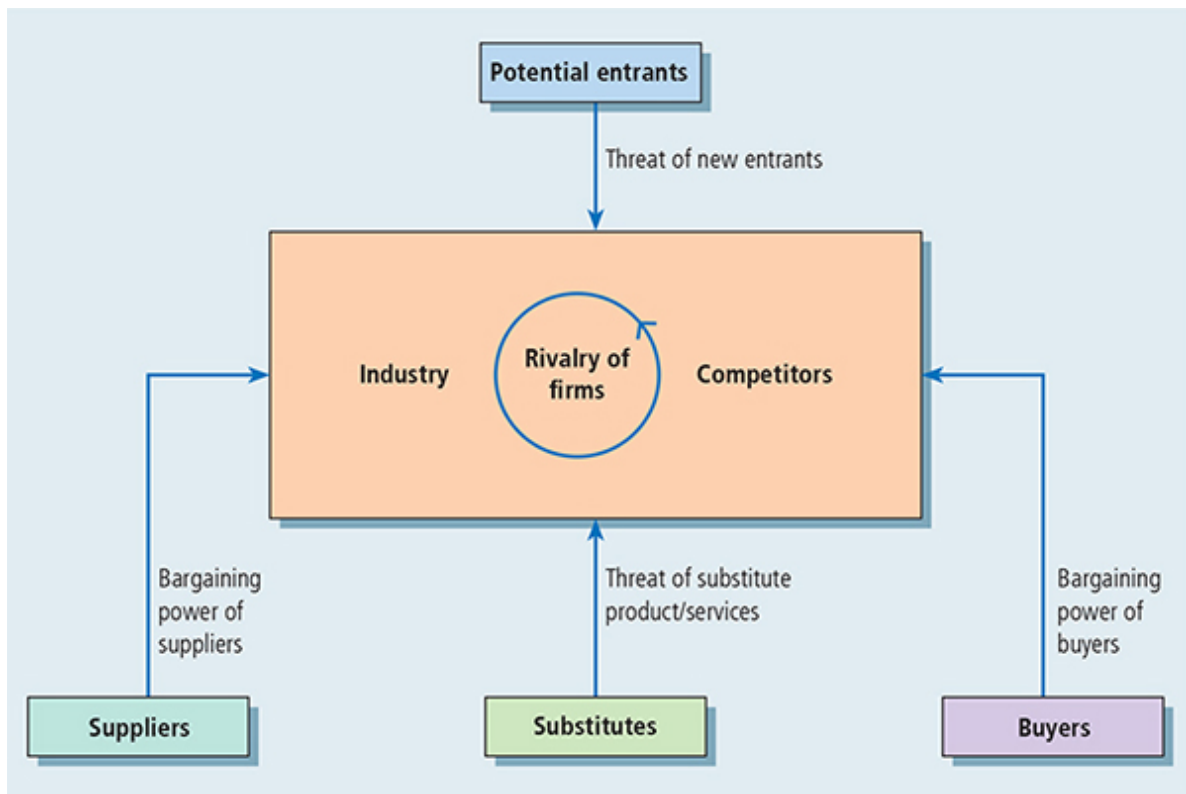 Potential entrants
Threat of new entrants
Industry
Rivalry of
firms
Competitors
Bargaining
power of
suppliers
Threat of substitute
product/services
Bargaining
power of
buyers
Suppliers
Substitutes
Buyers